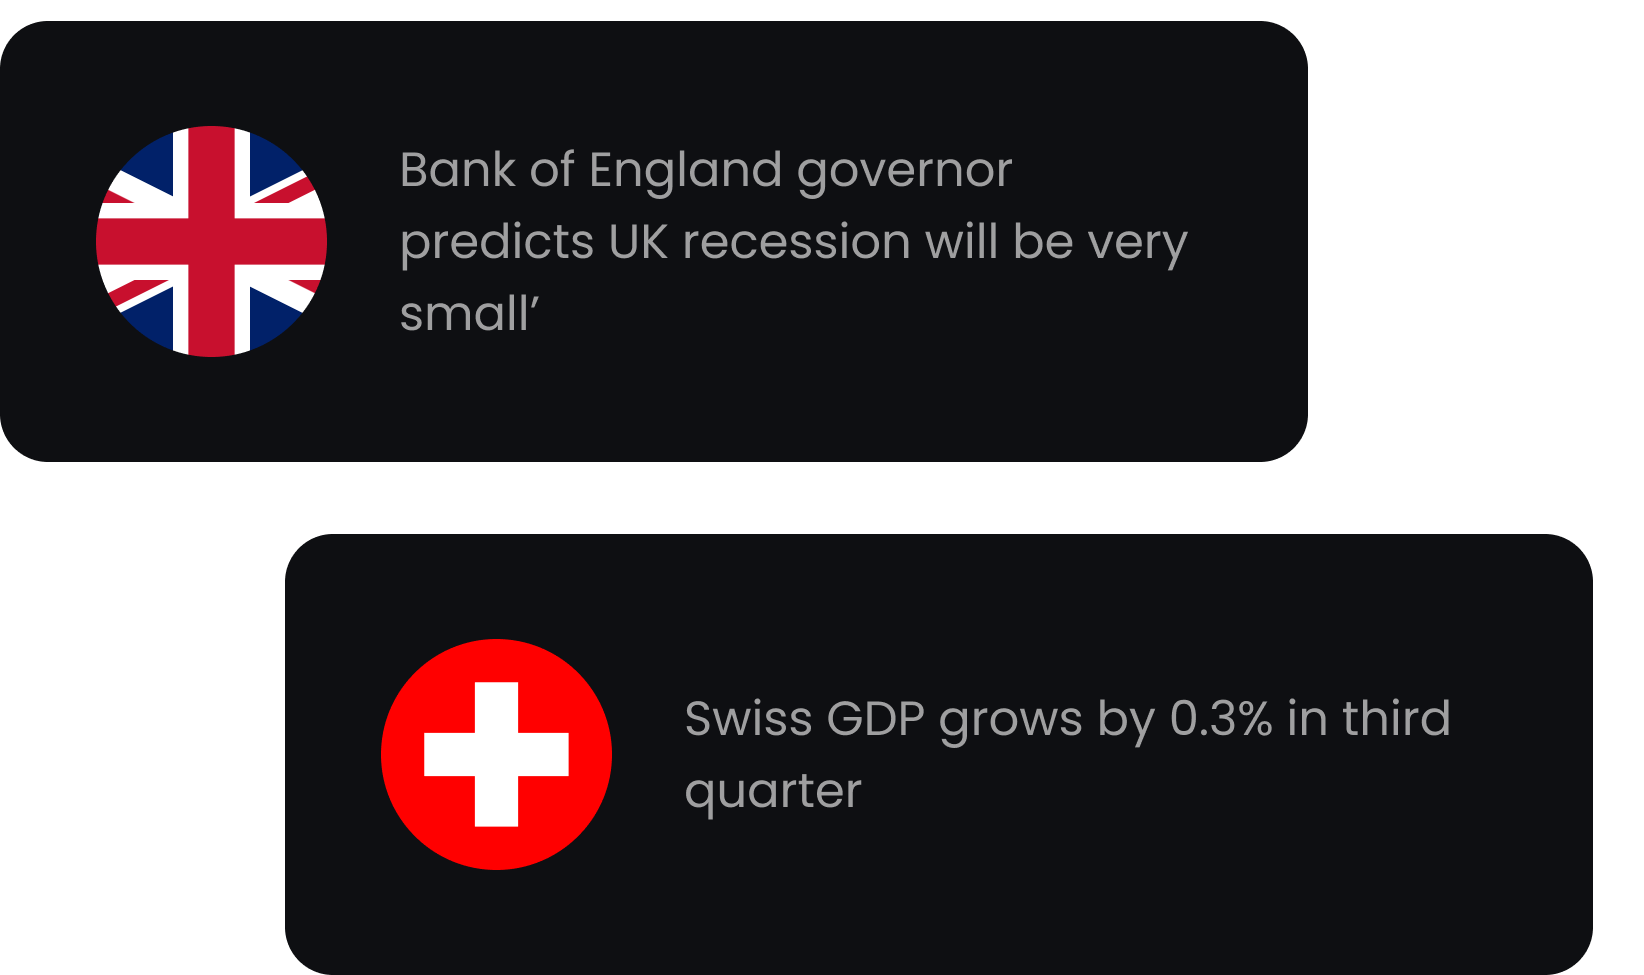 Bank of England governor
predicts UK recession will be very
small’
Swiss GDP grows by 0.3% in third
quarter